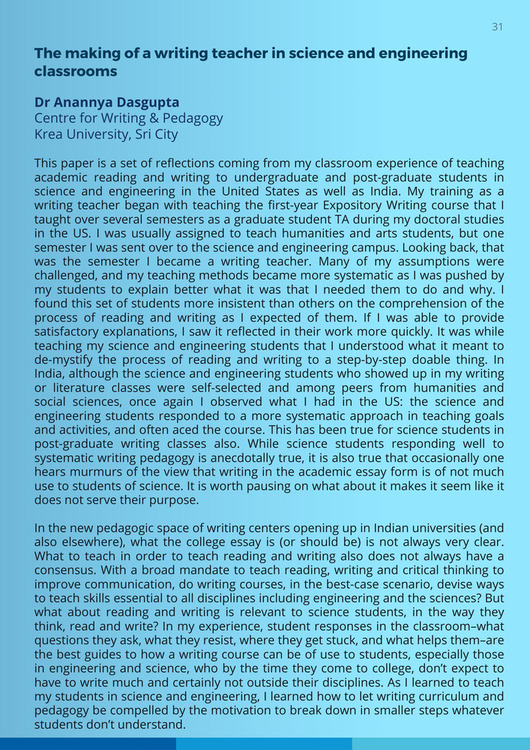 31
The making of a writing teacher in science and engineering
classrooms
Dr Anannya Dasgupta
Centre for Writing & Pedagogy
Krea University, Sri City
This paper is a set of reflections coming from my classroom experience of teaching
academic reading and writing to undergraduate and post-graduate students in
science and engineering in the United States as well as India. My training as a
writing teacher began with teaching the first-year Expository Writing course that I
taught over several semesters as a graduate student TA during my doctoral studies
in the US. I was usually assigned to teach humanities and arts students, but one
semester I was sent over to the science and engineering campus. Looking back, that
was the semester I became a writing teacher. Many of my assumptions were
challenged, and my teaching methods became more systematic as I was pushed by
my students to explain better what it was that I needed them to do and why. I
found this set of students more insistent than others on the comprehension of the
process of reading and writing as I expected of them. If I was able to provide
satisfactory explanations, I saw it reflected in their work more quickly. It was while
teaching my science and engineering students that I understood what it meant to
de-mystify the process of reading and writing to a step-by-step doable thing. In
India, although the science and engineering students who showed up in my writing
or literature classes were self-selected and among peers from humanities and
social sciences, once again I observed what I had in the US: the science and
engineering students responded to a more systematic approach in teaching goals
and activities, and often aced the course. This has been true for science students in
post-graduate writing classes also. While science students responding well to
systematic writing pedagogy is anecdotally true, it is also true that occasionally one
hears murmurs of the view that writing in the academic essay form is of not much
use to students of science. It is worth pausing on what about it makes it seem like it
does not serve their purpose.
In the new pedagogic space of writing centers opening up in Indian universities (and
also elsewhere), what the college essay is (or should be) is not always very clear.
What to teach in order to teach reading and writing also does not always have a
consensus. With a broad mandate to teach reading, writing and critical thinking to
improve communication, do writing courses, in the best-case scenario, devise ways
to teach skills essential to all disciplines including engineering and the sciences? But
what about reading and writing is relevant to science students, in the way they
think, read and write? In my experience, student responses in the classroom–what
questions they ask, what they resist, where they get stuck, and what helps them–are
the best guides to how a writing course can be of use to students, especially those
in engineering and science, who by the time they come to college, don’t expect to
have to write much and certainly not outside their disciplines. As I learned to teach
my students in science and engineering, I learned how to let writing curriculum and
pedagogy be compelled by the motivation to break down in smaller steps whatever
students don’t understand.